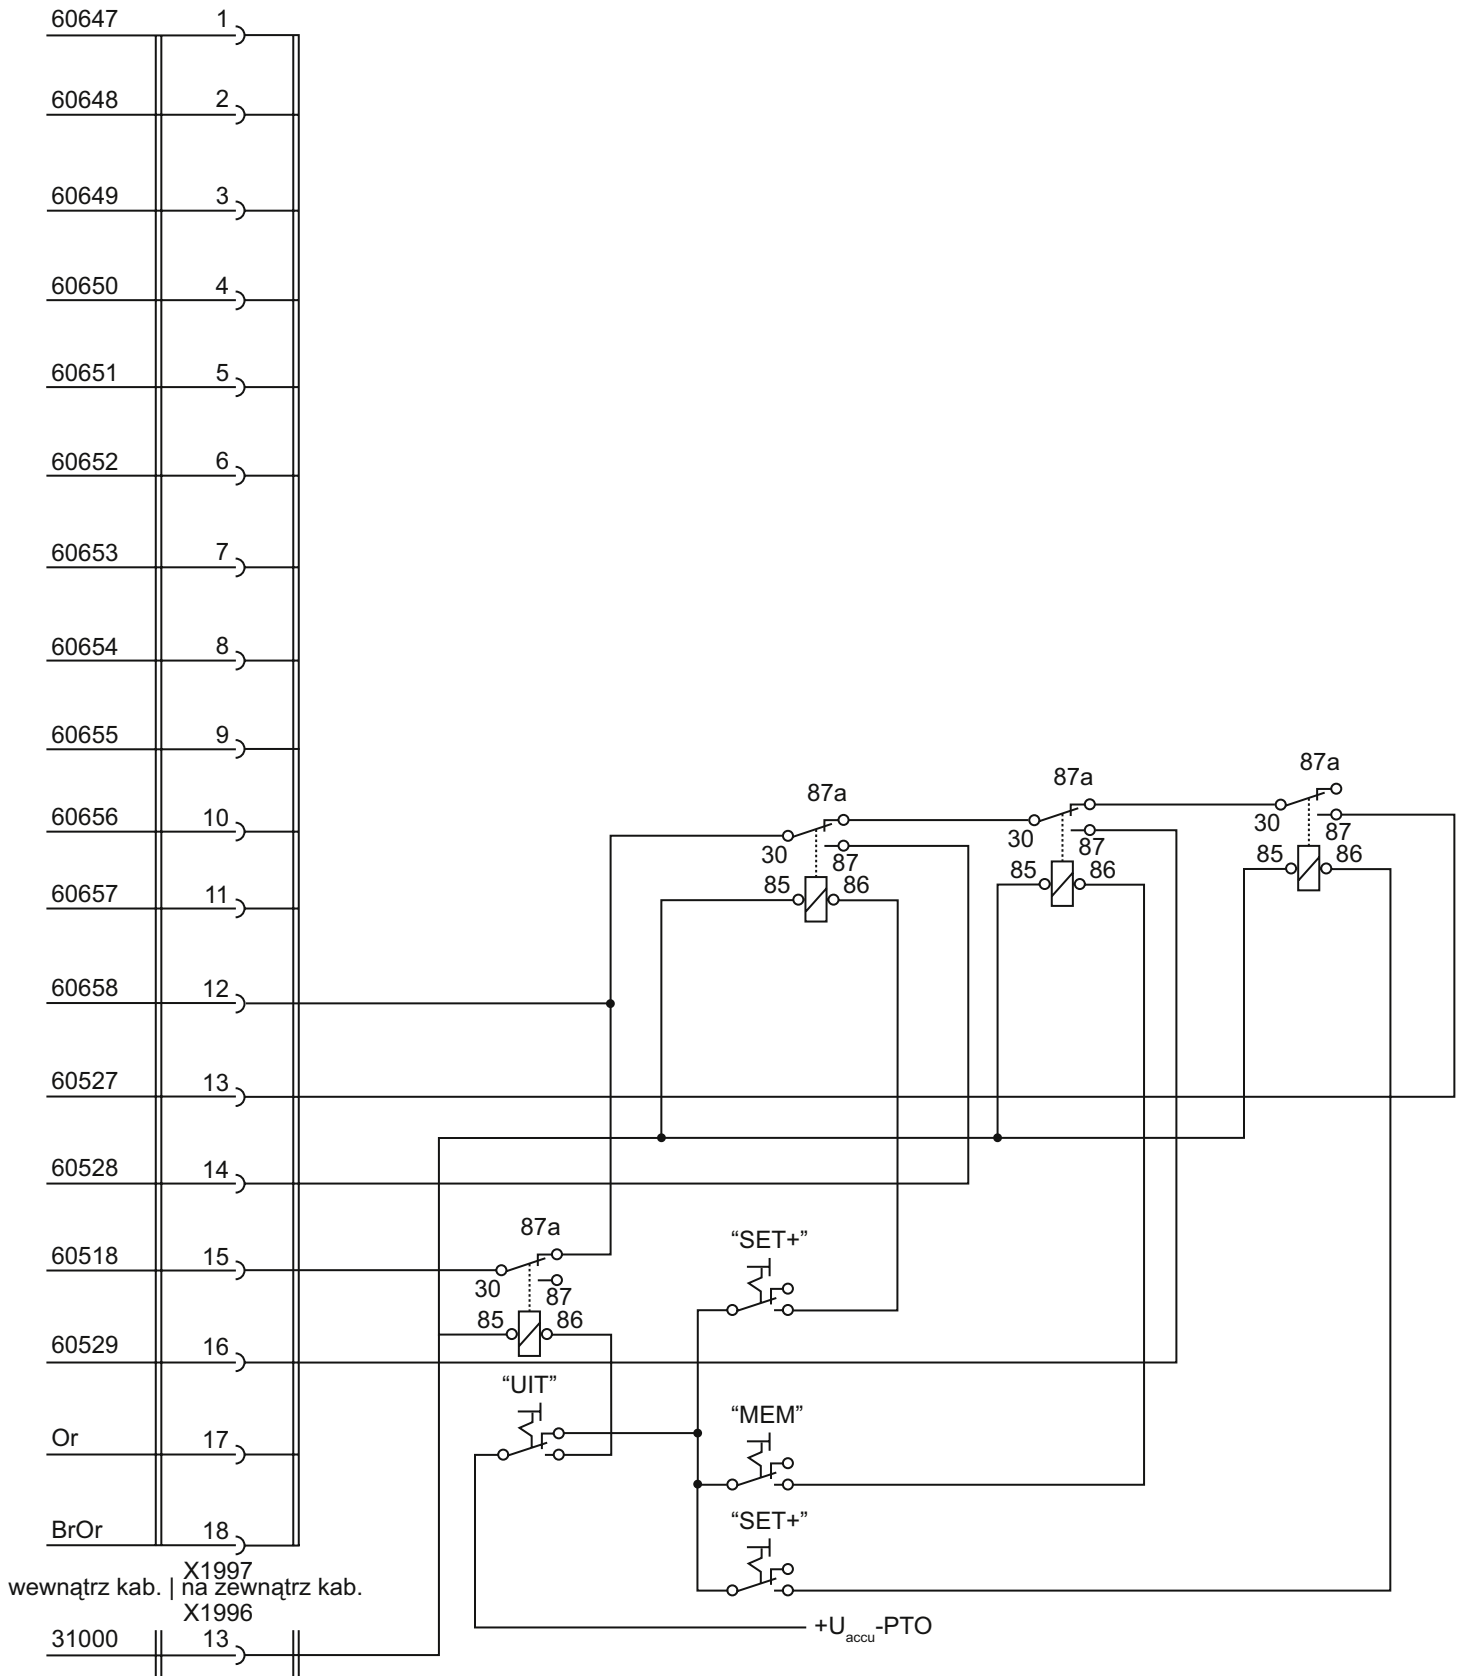 60647 1
60648 2
60649 3
60650 4
60651 5
60652 6
60653 7
60654 8
60655 9
87a
87a
87a
60656 10
30 87
30 87
30 87
85 86
85 86
85 86
60657 11
60658 12
60527 13
60528 14
87a
“SET+”
60518 15
30 87
85 86
60529 16
“UIT”
“MEM”
Or 17
“SET+”
BrOr 18
X1997
wewnątrz kab. | na zewnątrz kab.
X1996
+Uaccu-PTO
31000 13